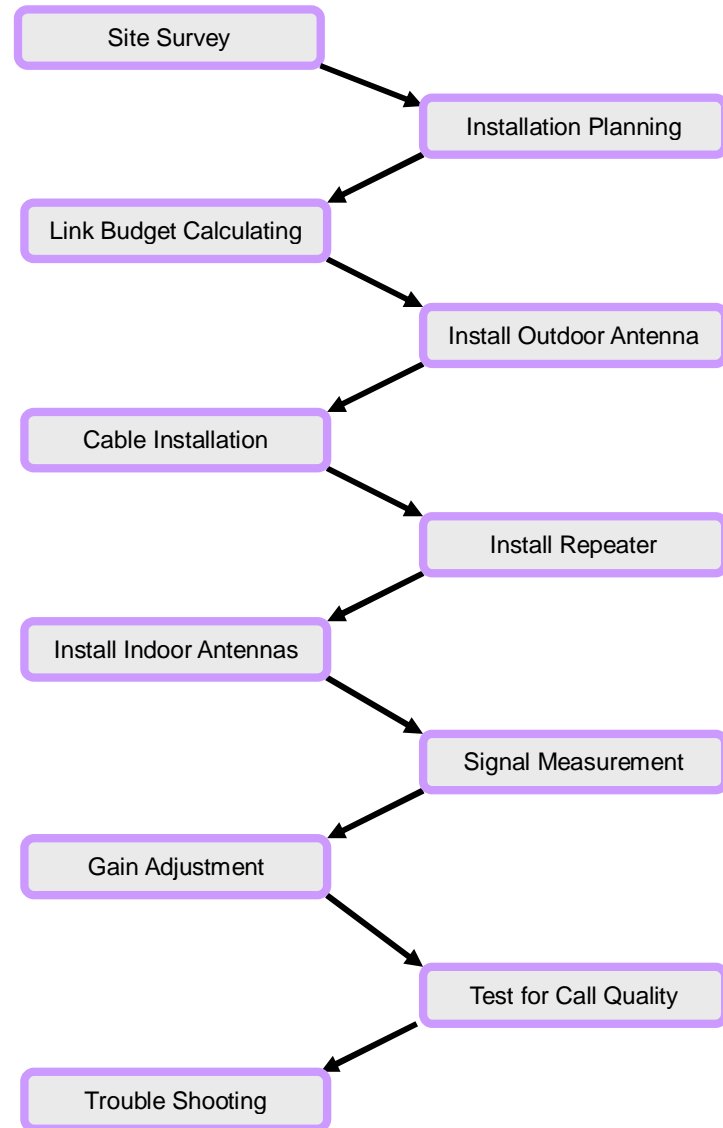 Site Survey
Installation Planning
Link Budget Calculating
Install Outdoor Antenna
Cable Installation
Install Repeater
Install Indoor Antennas
Signal Measurement
Gain Adjustment
Test for Call Quality
Trouble Shooting